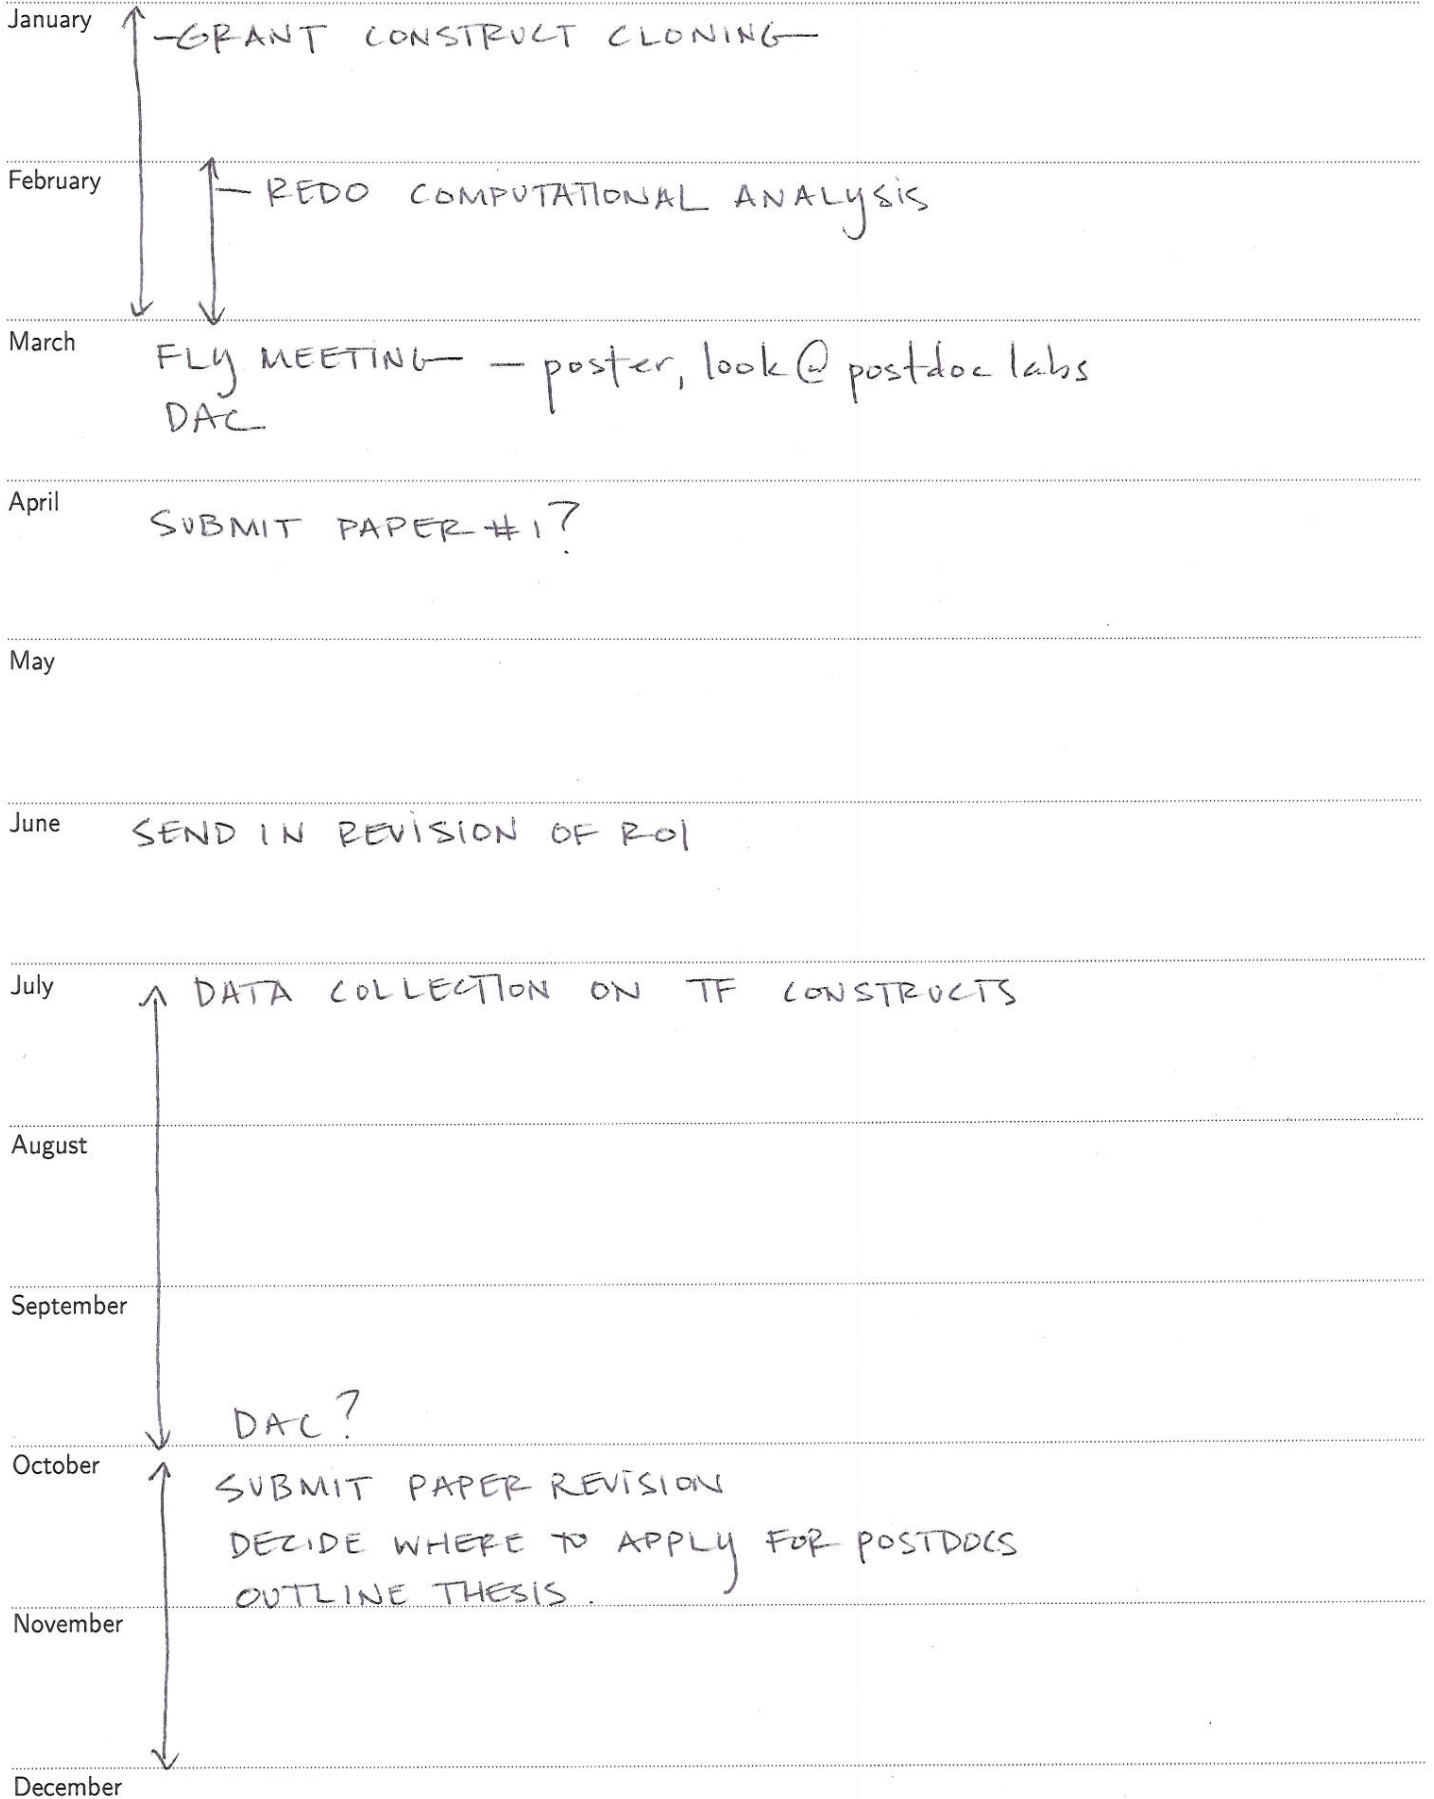 January
-GRANT CONSTRUCT CLONING-
February
- REDO COMPUTATIONAL ANALYSIS
March
FLY MEETING - - poster, look @ postdoc labs
DAC
April
SUBMIT PAPER #1?
May
June
SEND IN REVISION OF R01
July
DATA COLLECTION ON TF CONSTRUCTS
August
September
DAC?
October
SUBMIT PAPER REVISION
DECIDE WHERE TO APPLY FOR POSTDOCS
OUTLINE THESIS.
November
December